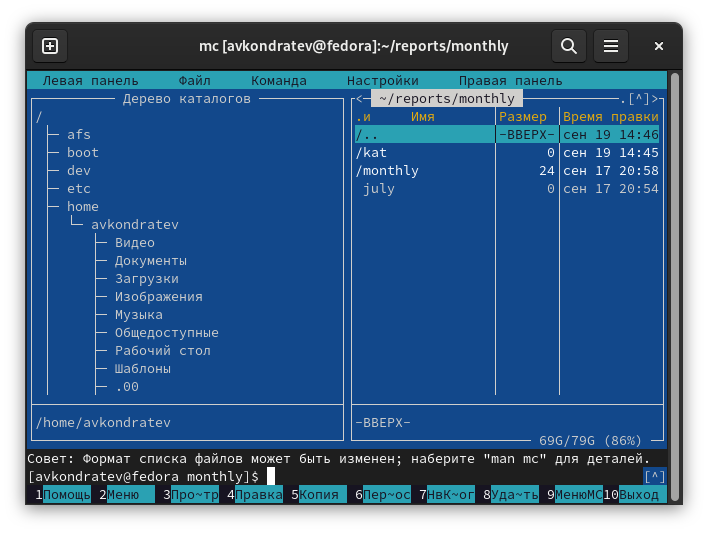 mc [avkondratev@fedora]:~/reports/monthly
Левая панель Файл Команда Настройки Правая панель
Дерево каталогов
/
afs
boot
dev
etc
home
avkondratev
Видео
Документы
Загрузки
Изображения
Музыка
Общедоступные
Рабочий стол
Шаблоны
.00
/home/avkondratev
<─ ~/reports/monthly .[^]>
.и Имя Размер Время правки
/.. -ВВЕРХ- сен 19 14:46
/kat 0 сен 19 14:45
/monthly 24 сен 17 20:58
july 0 сен 17 20:54
-ВВЕРХ-
69G/79G (86%)
Совет: Формат списка файлов может быть изменен; наберите "man mc" для деталей.
[avkondratev@fedora monthly]$ [^]
1Помощь 2Меню 3Про~тр 4Правка 5Копия 6Пер~ос 7НвК~ог 8Уда~ть 9МенюMC 10Выход